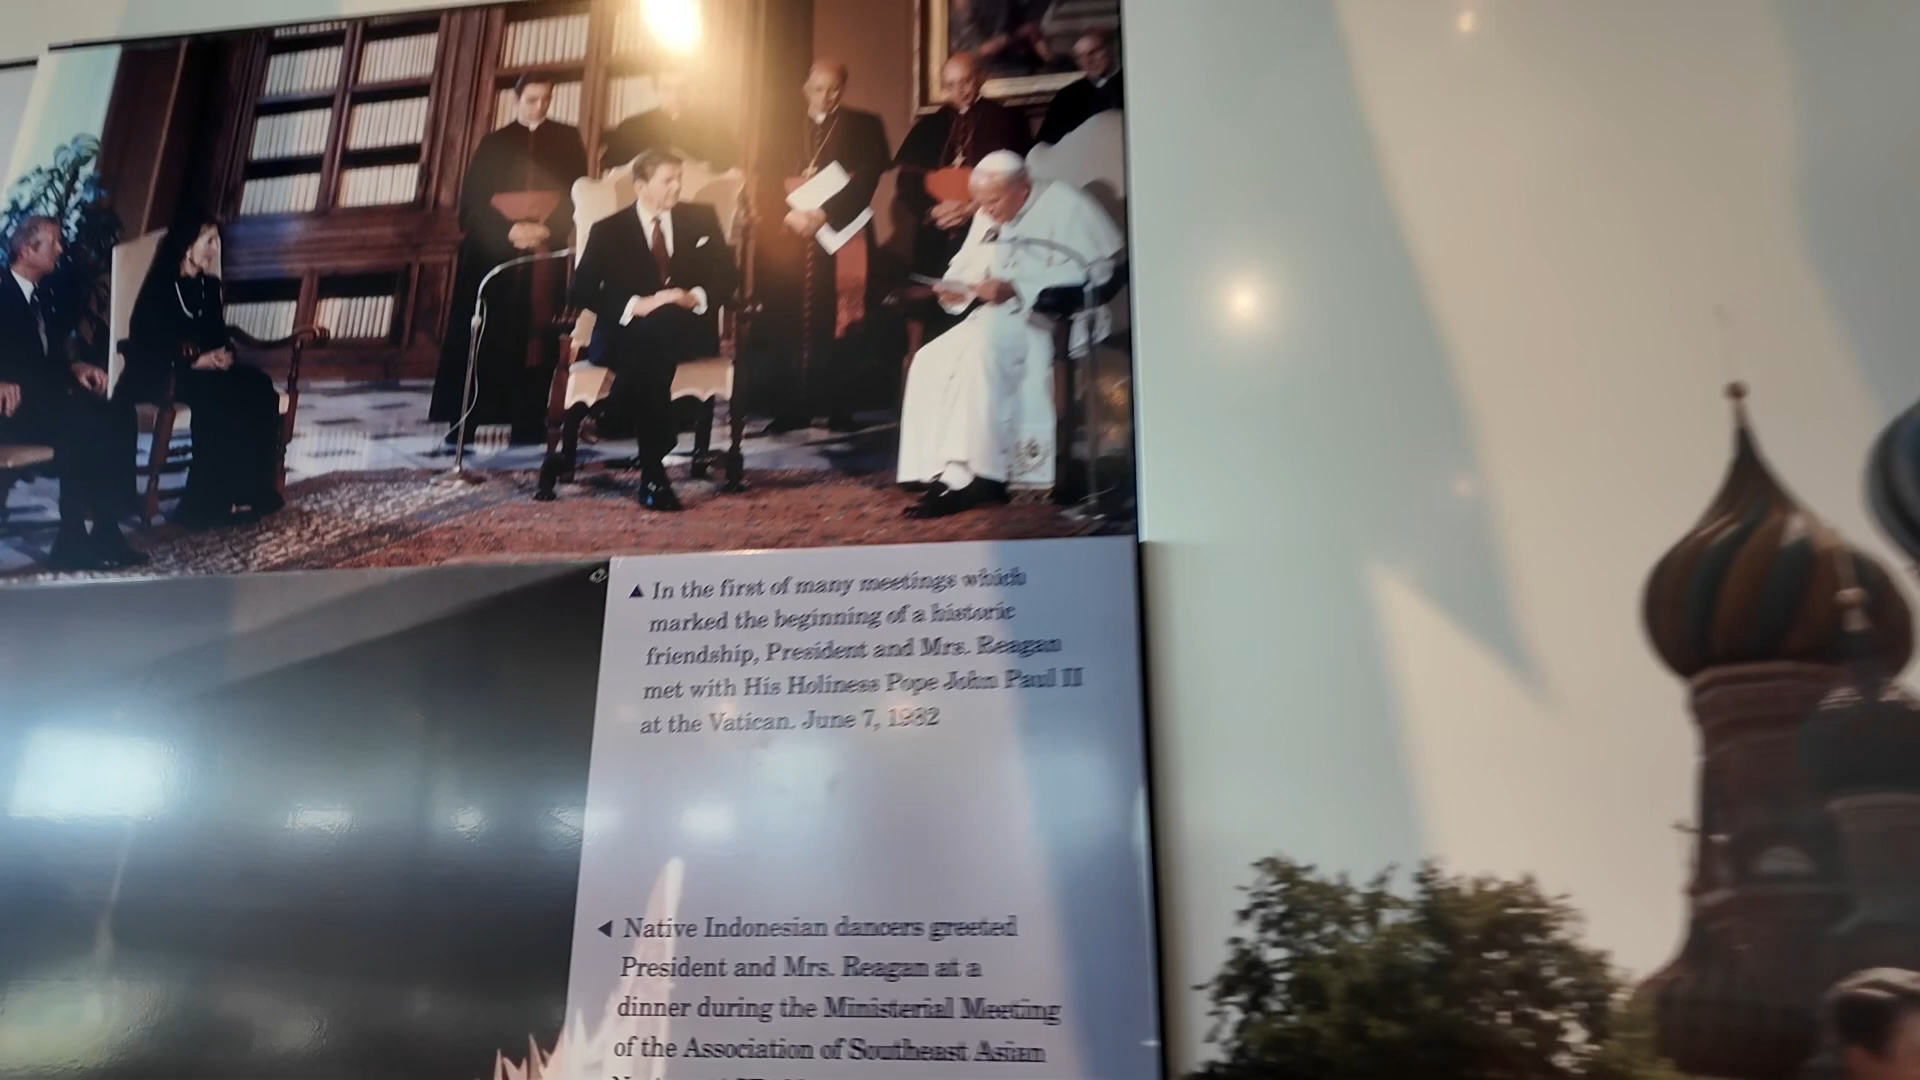 ▲ In the first of many meetings which
marked the beginning of a historic
friendship, President and Mrs. Reagan
met with His Holiness Pope John Paul II
at the Vatican. June 7, 1982
◀ Native Indonesian dancers greeted
President and Mrs. Reagan at a
dinner during the Ministerial Meeting
of the Association of Southeast Asian